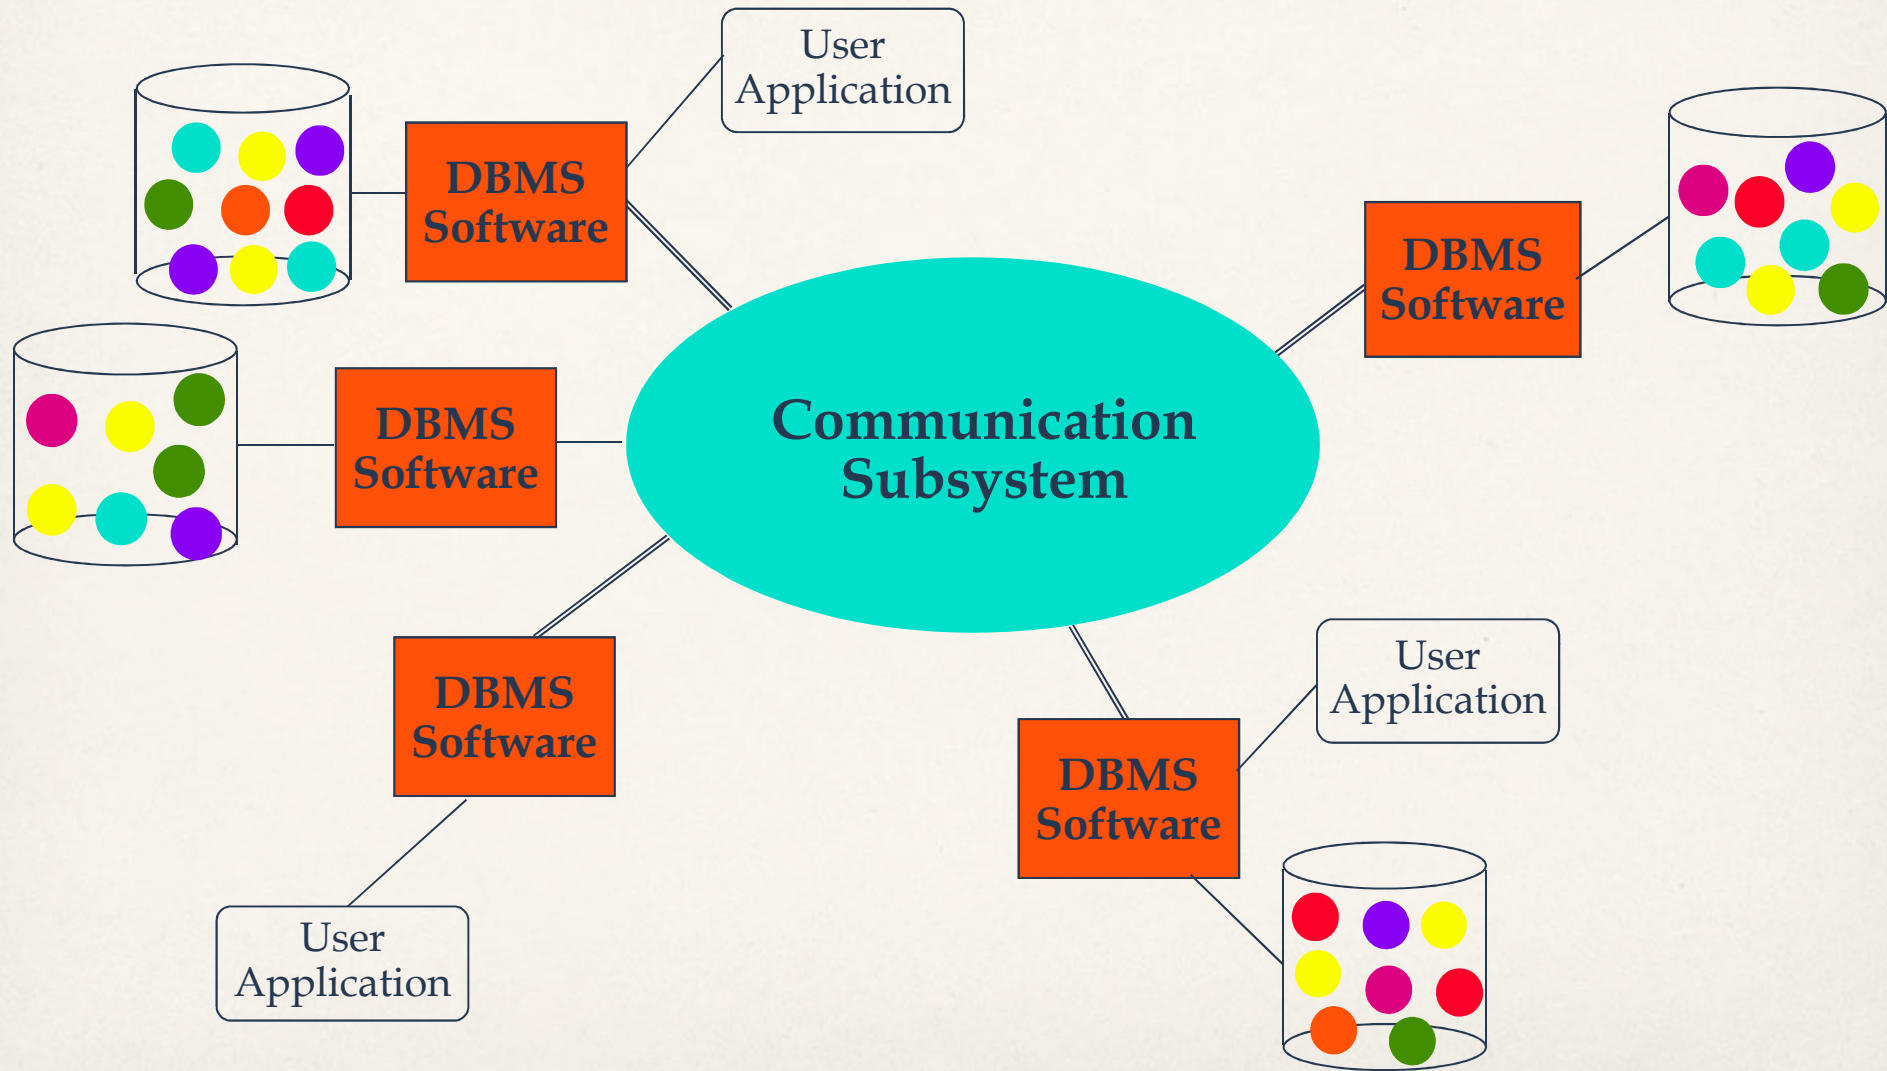 User
Application
DBMS
Software
DBMS
Software
Communication
Subsystem
DBMS
Software
DBMS
Software
User
Application
DBMS
Software
User
Application